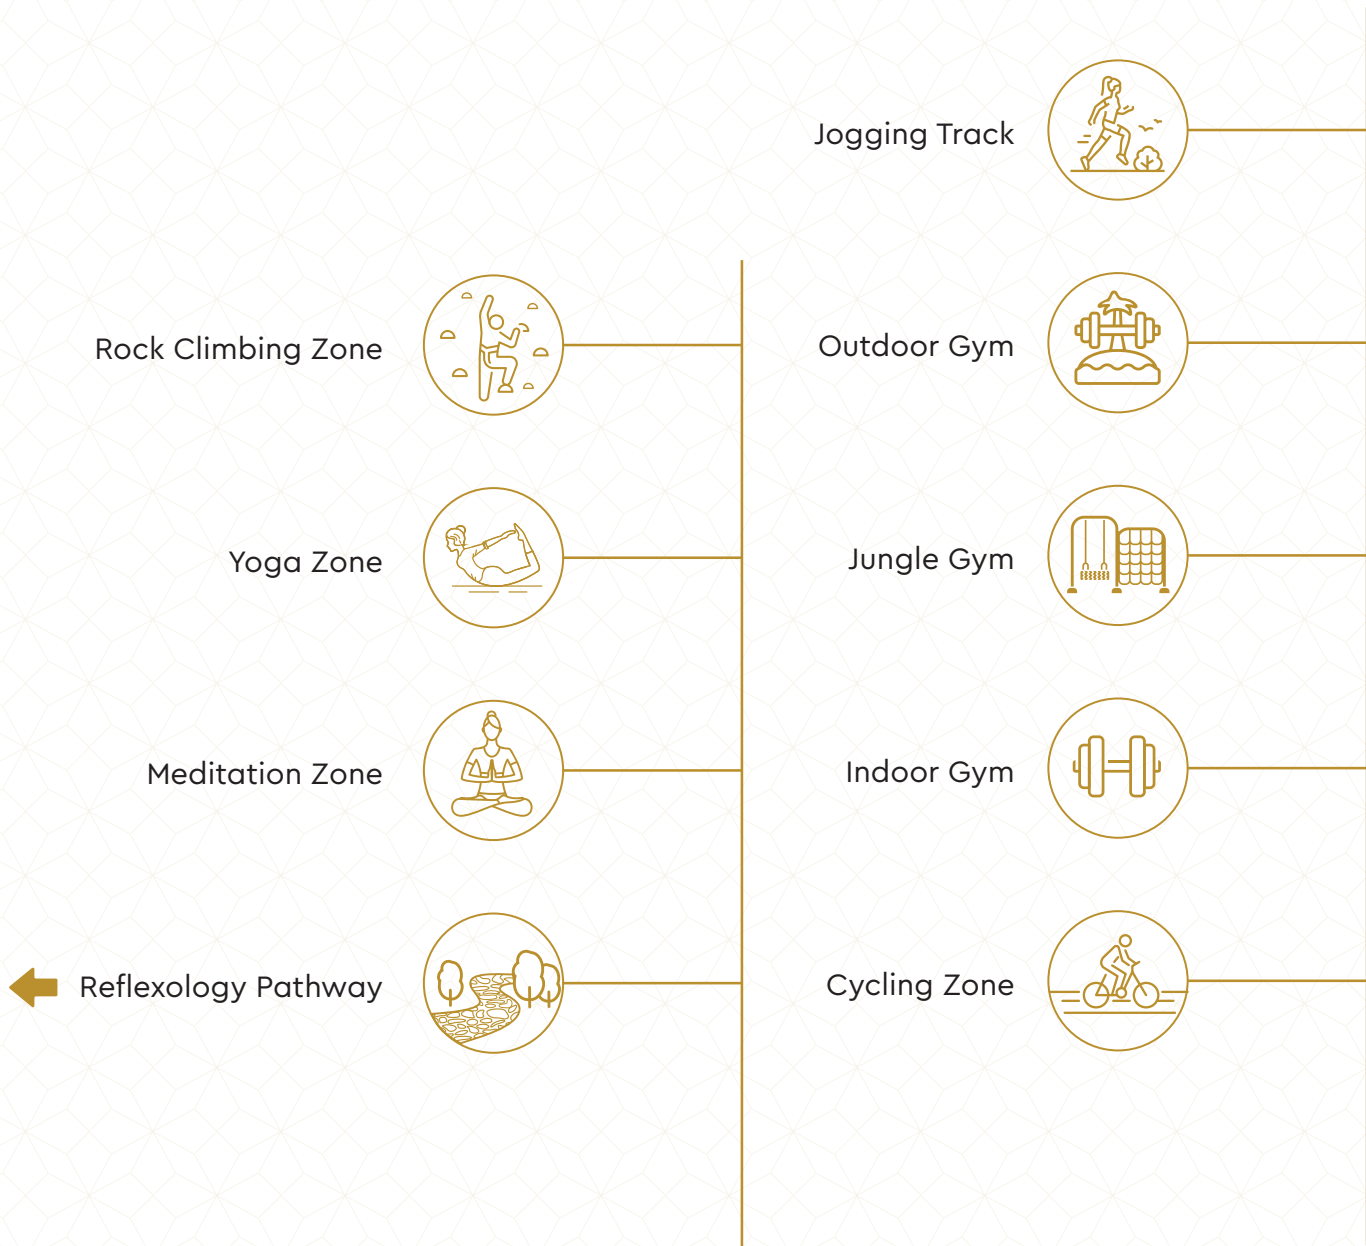 Rock Climbing Zone
Yoga Zone
Meditation Zone
Reflexology Pathway
Jogging Track
Outdoor Gym
Jungle Gym
Indoor Gym
Cycling Zone